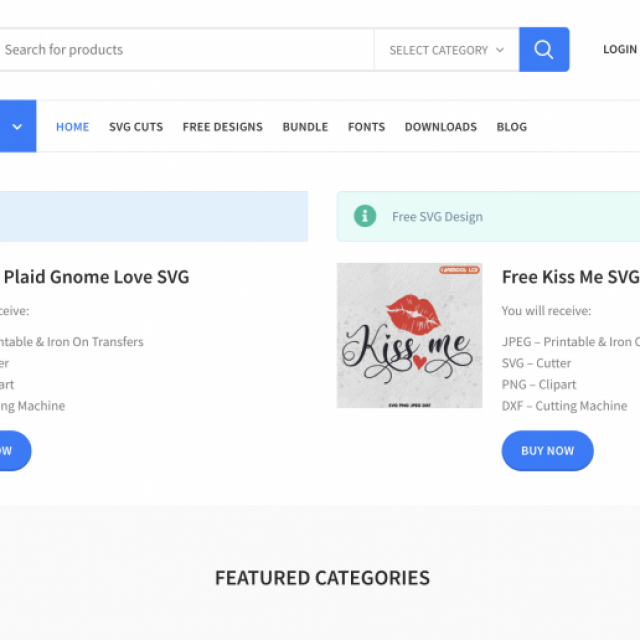 Search for products
SELECT CATEGORY
LOGIN
HOME SVG CUTS FREE DESIGNS BUNDLE FONTS DOWNLOADS BLOG
Free SVG Design
Plaid Gnome Love SVG
ceive:
ntable & Iron On Transfers
er
art
ng Machine
OW
Kiss me
SVG PNG JPEG DXF
Free Kiss Me SVG
You will receive:
JPEG – Printable & Iron O
SVG – Cutter
PNG – Clipart
DXF – Cutting Machine
BUY NOW
FEATURED CATEGORIES